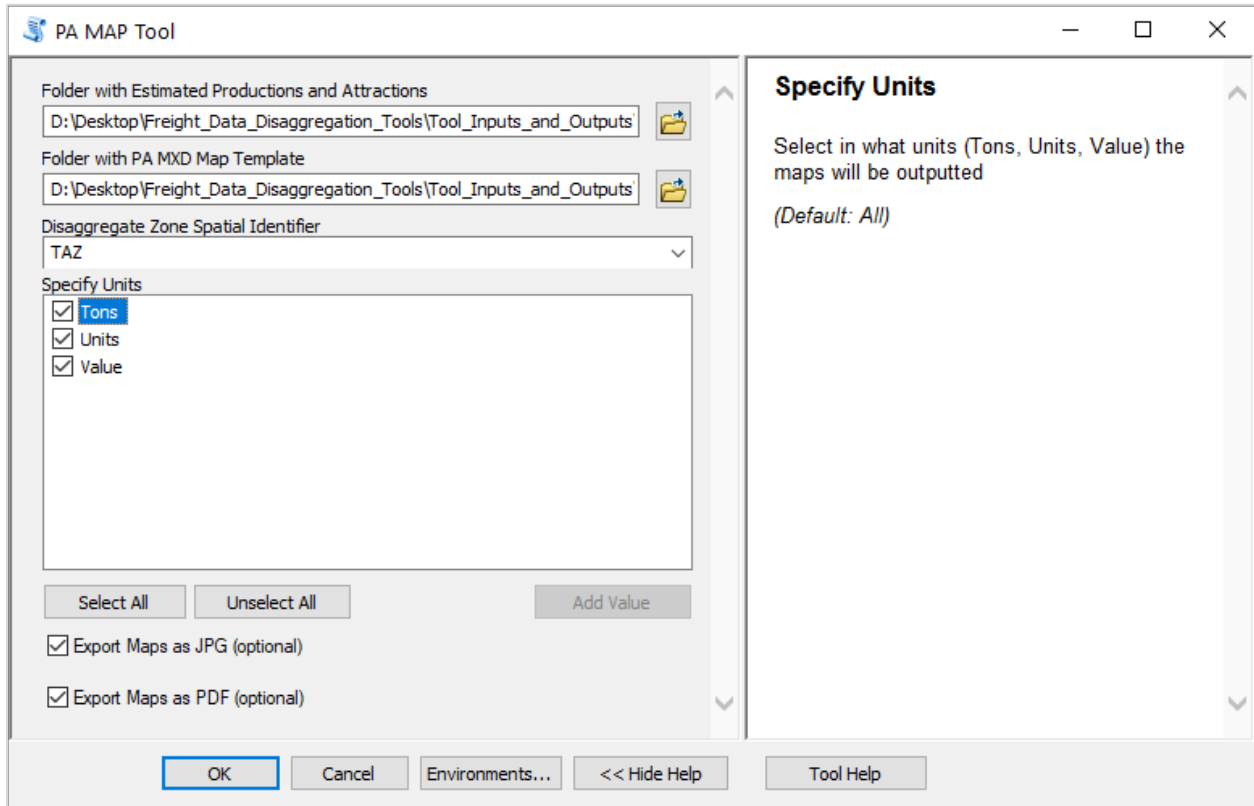 PA MAP Tool
Folder with Estimated Productions and Attractions
D:\Desktop\Freight_Data_Disaggregation_Tools\Tool_Inputs_and_Outputs
Folder with PA MXD Map Template
D:\Desktop\Freight_Data_Disaggregation_Tools\Tool_Inputs_and_Outputs
Disaggregate Zone Spatial Identifier
TAZ
Specify Units
Tons
Units
Value
Select All
Unselect All
Add Value
Export Maps as JPG (optional)
Export Maps as PDF (optional)
Specify Units
Select in what units (Tons, Units, Value) the
maps will be outputted
(Default: All)
OK
Cancel
Environments...
<< Hide Help
Tool Help